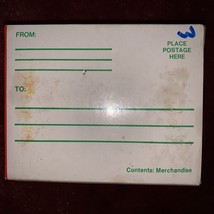 FROM:
PLACE
POSTAGE
HERE
TO:
Contents: Merchandise